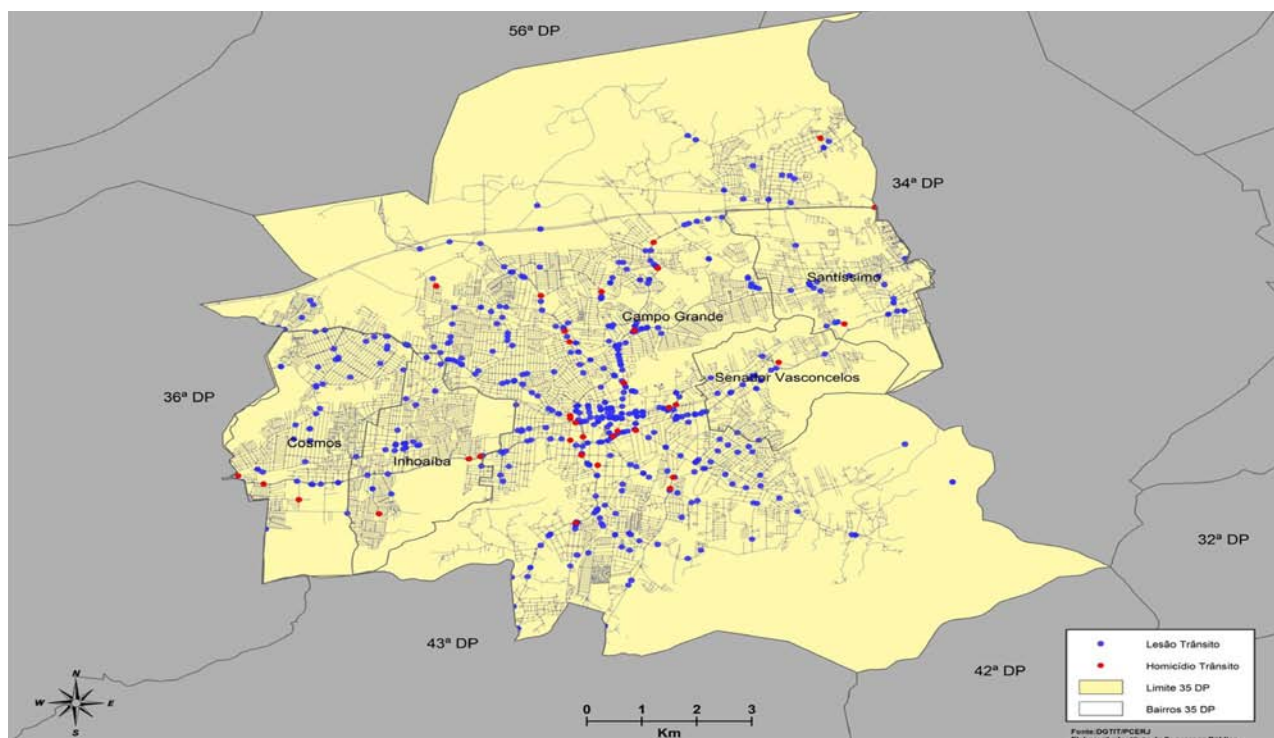 56ª DP
34ª DP
Santíssimo
Campo Grande
Senador Vasconcelos
36ª DP
Cosmos
Inhoaíba
32ª DP
43ª DP
42ª DP
Lesão Trânsito
Homicídio Trânsito
Limite 35 DP
Bairros 35 DP
N
W E
S
0 1 2 3
Km
Fonte:DGTIT/PCERJ